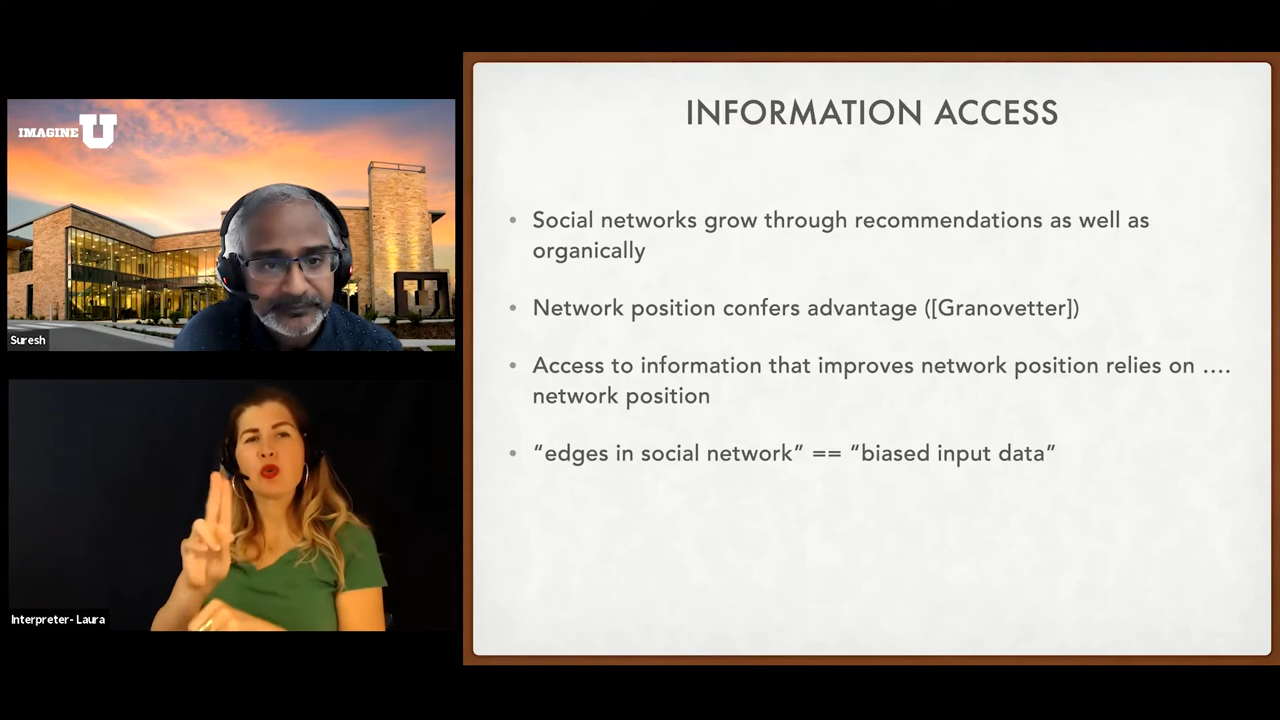 IMAGINE U
Suresh
Interpreter- Laura
INFORMATION ACCESS
• Social networks grow through recommendations as well as
organically
• Network position confers advantage ([Granovetter])
• Access to information that improves network position relies on ….
network position
• “edges in social network” == “biased input data”